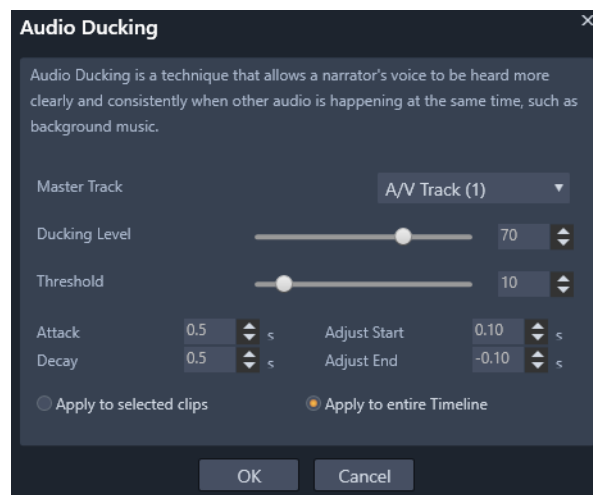 Audio Ducking
Audio Ducking is a technique that allows a narrator's voice to be heard more
clearly and consistently when other audio is happening at the same time, such as
background music.
Master Track A/V Track (1)
Ducking Level 70
Threshold 10
Attack 0.5 s Adjust Start 0.10 s
Decay 0.5 s Adjust End -0.10 s
Apply to selected clips Apply to entire Timeline
OK Cancel